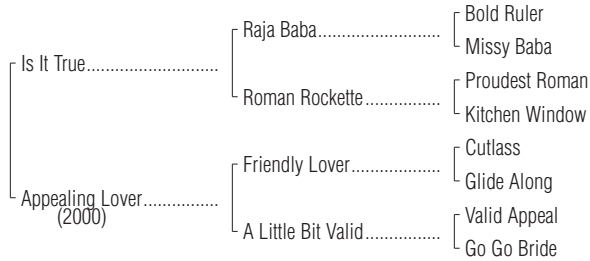 Bold Ruler
Raja Baba..............................
Missy Baba
Is It True...........................
Proudest Roman
Roman Rockette................
Kitchen Window
Cutlass
Friendly Lover...................
Glide Along
Appealing Lover................
(2000)
Valid Appeal
A Little Bit Valid................
Go Go Bride